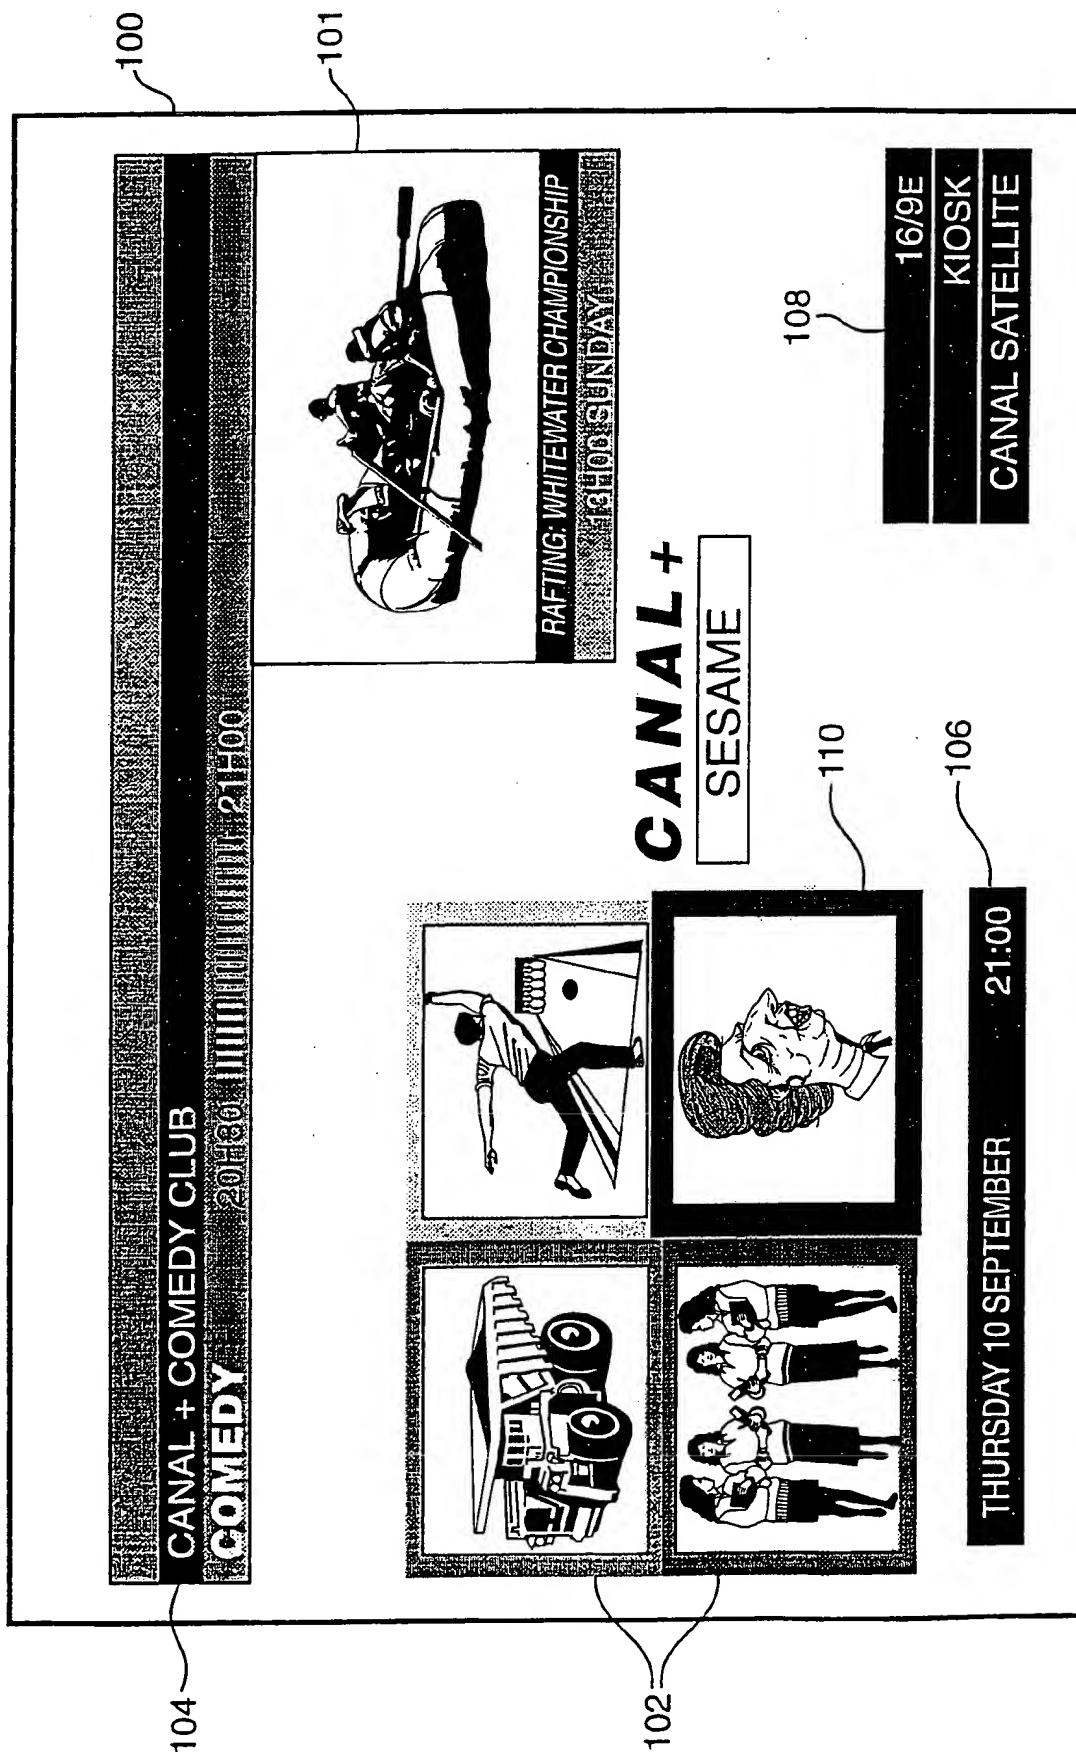 100
101
104
CANAL + COMEDY CLUB
COMEDY 20H30 21H00
RAFTING: WHITEWATER CHAMPIONSHIP
13H00 SUNDAY
CANAL+
SESAME
102
110
108
16/9E
KIOSK
CANAL SATELLITE
106
THURSDAY 10 SEPTEMBER 21:00